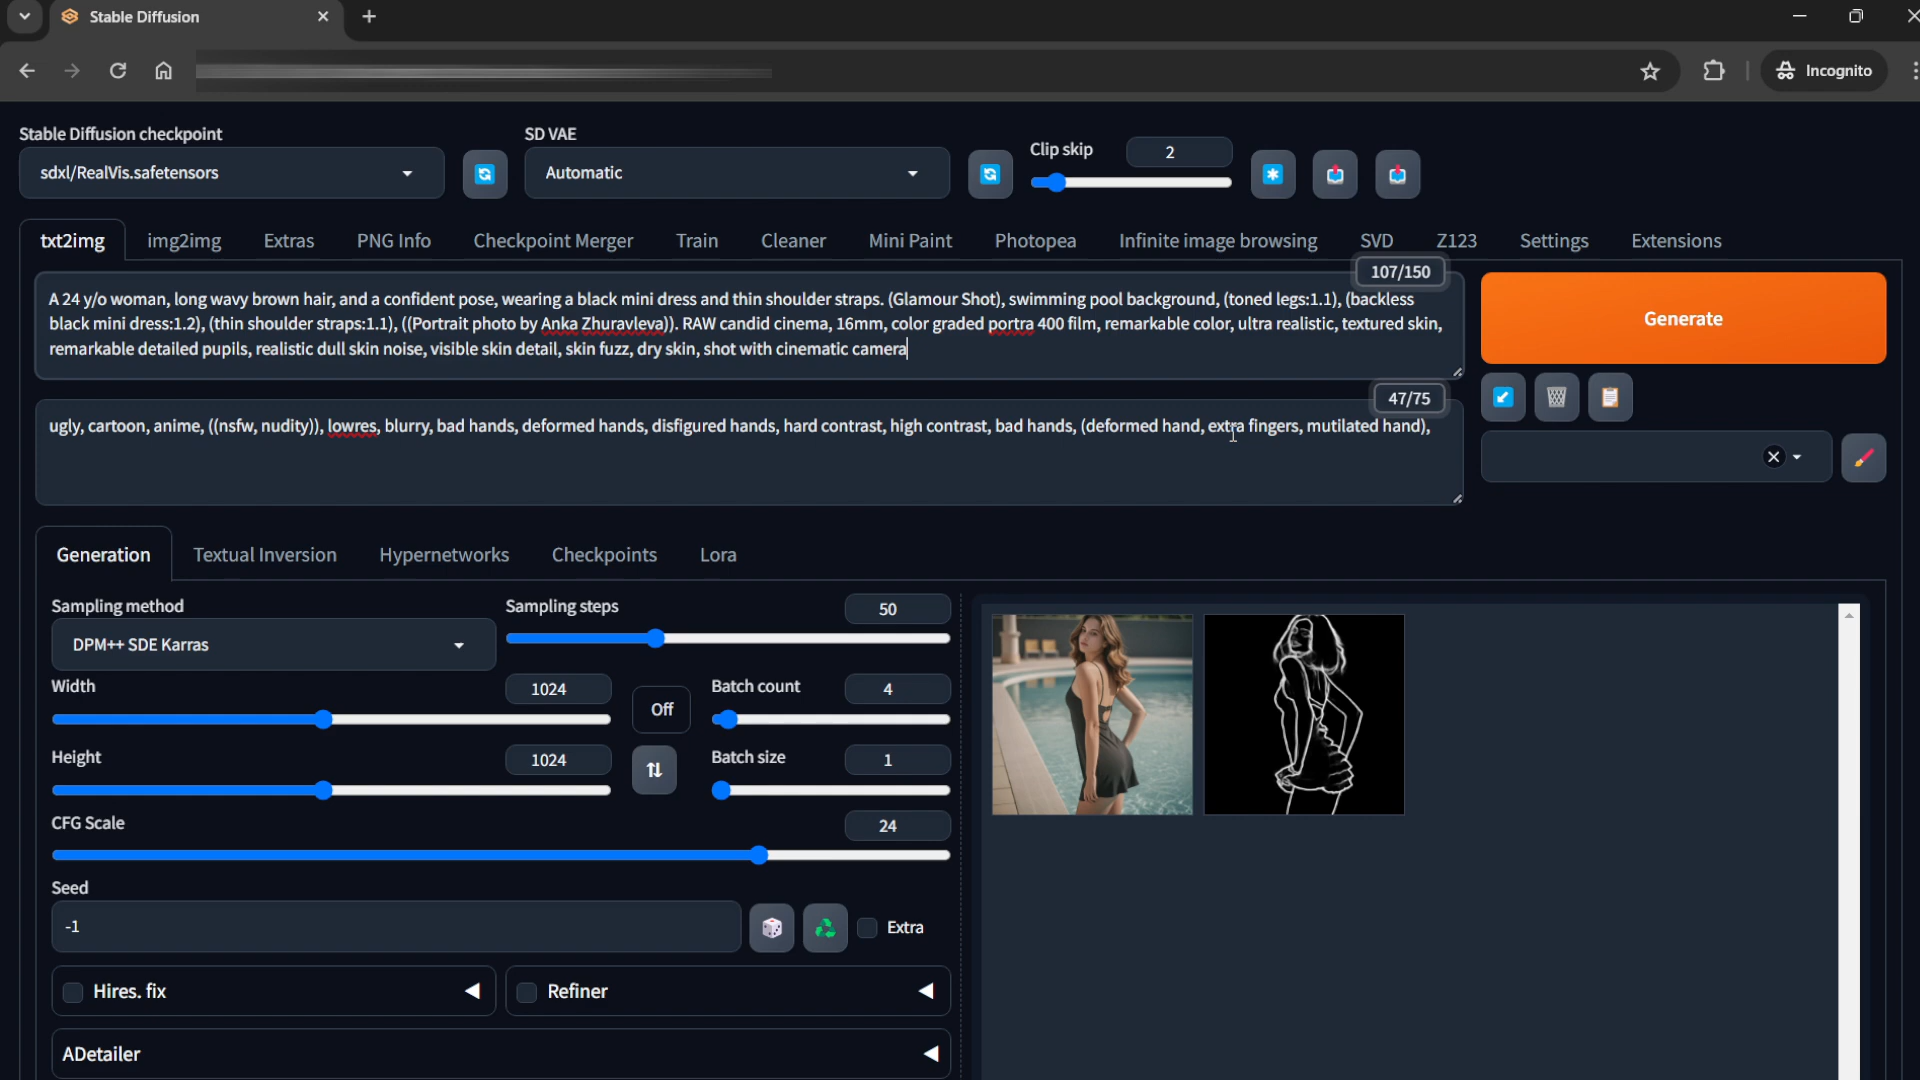 Stable Diffusion
Incognito
Stable Diffusion checkpoint
sdxl/RealVis.safetensors
SD VAE
Automatic
Clip skip
2
txt2img
img2img
Extras
PNG Info
Checkpoint Merger
Train
Cleaner
Mini Paint
Photopea
Infinite image browsing
SVD
Z123
Settings
Extensions
107/150
A 24 y/o woman, long wavy brown hair, and a confident pose, wearing a black mini dress and thin shoulder straps. (Glamour Shot), swimming pool background, (toned legs:1.1), (backless
black mini dress:1.2), (thin shoulder straps:1.1), ((Portrait photo by Anka Zhuravleva)). RAW candid cinema, 16mm, color graded portra 400 film, remarkable color, ultra realistic, textured skin,
remarkable detailed pupils, realistic dull skin noise, visible skin detail, skin fuzz, dry skin, shot with cinematic camera
Generate
47/75
ugly, cartoon, anime, ((nsfw, nudity)), lowres, blurry, bad hands, deformed hands, disfigured hands, hard contrast, high contrast, bad hands, (deformed hand, extra fingers, mutilated hand),
Generation
Textual Inversion
Hypernetworks
Checkpoints
Lora
Sampling method
DPM++ SDE Karras
Sampling steps
50
Width
1024
Off
Batch count
4
Height
1024
Batch size
1
CFG Scale
24
Seed
-1
Extra
Hires. fix
Refiner
ADetailer